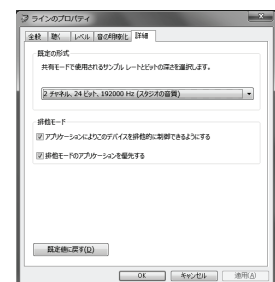 ラインのプロパティ
全般 聴く レベル 音の明瞭化 詳細
既定の形式
共有モードで使用されるサンプル レートとビットの深さを選択します。
2 チャネル、24 ビット、192000 Hz (スタジオの音質)
排他モード
アプリケーションによりこのデバイスを排他的に制御できるようにする
排他モードのアプリケーションを優先する
既定値に戻す(D)
OK キャンセル 適用(A)